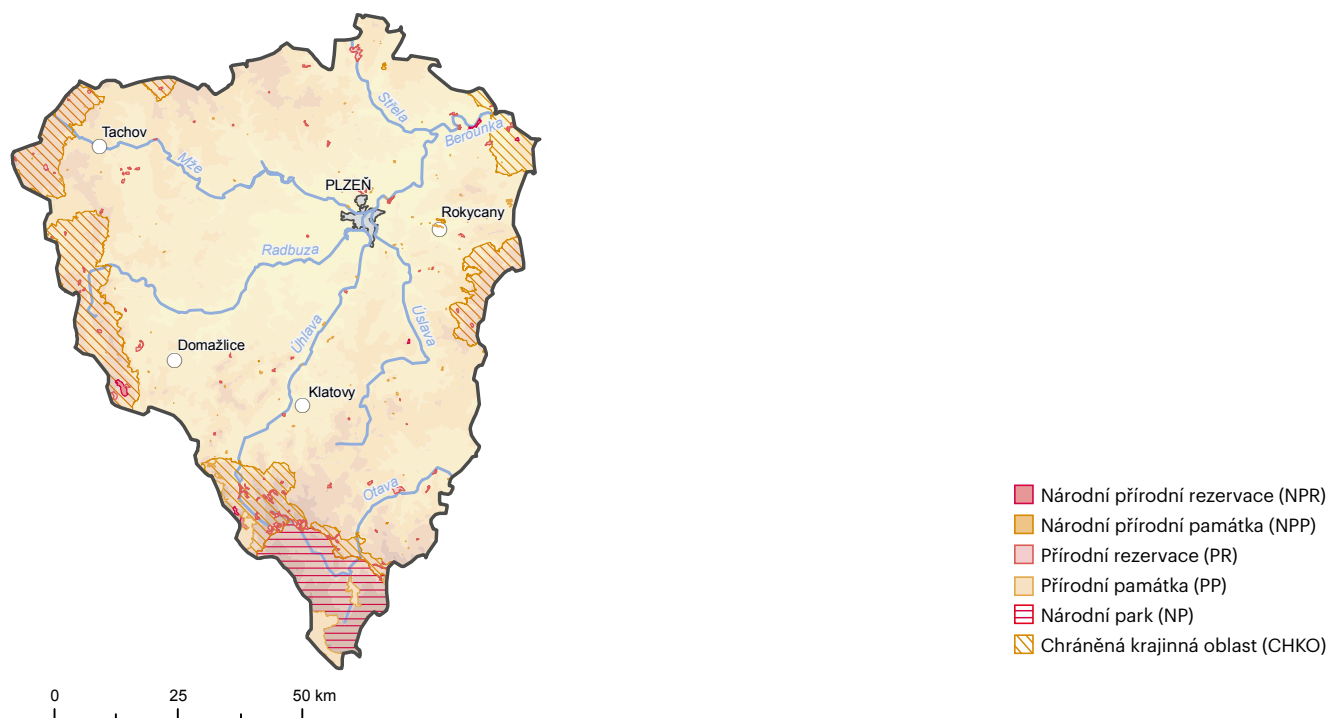 Střela
Berounka
Tachov
Mže
PLZEŇ
Rokycany
Radbuza
Úhlava
Úslava
Domažlice
Klatovy
Otava
Národní přírodní rezervace (NPR)
Národní přírodní památka (NPP)
Přírodní rezervace (PR)
Přírodní památka (PP)
Národní park (NP)
Chráněná krajinná oblast (CHKO)
0 25 50 km